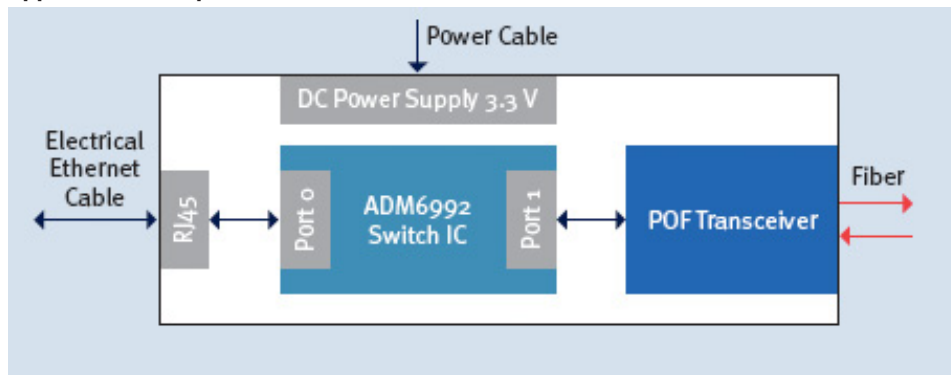 Power Cable
DC Power Supply 3.3 V
Electrical
Ethernet
Cable
RJ45
Port 0
ADM6992
Switch IC
Port 1
POF Transceiver
Fiber